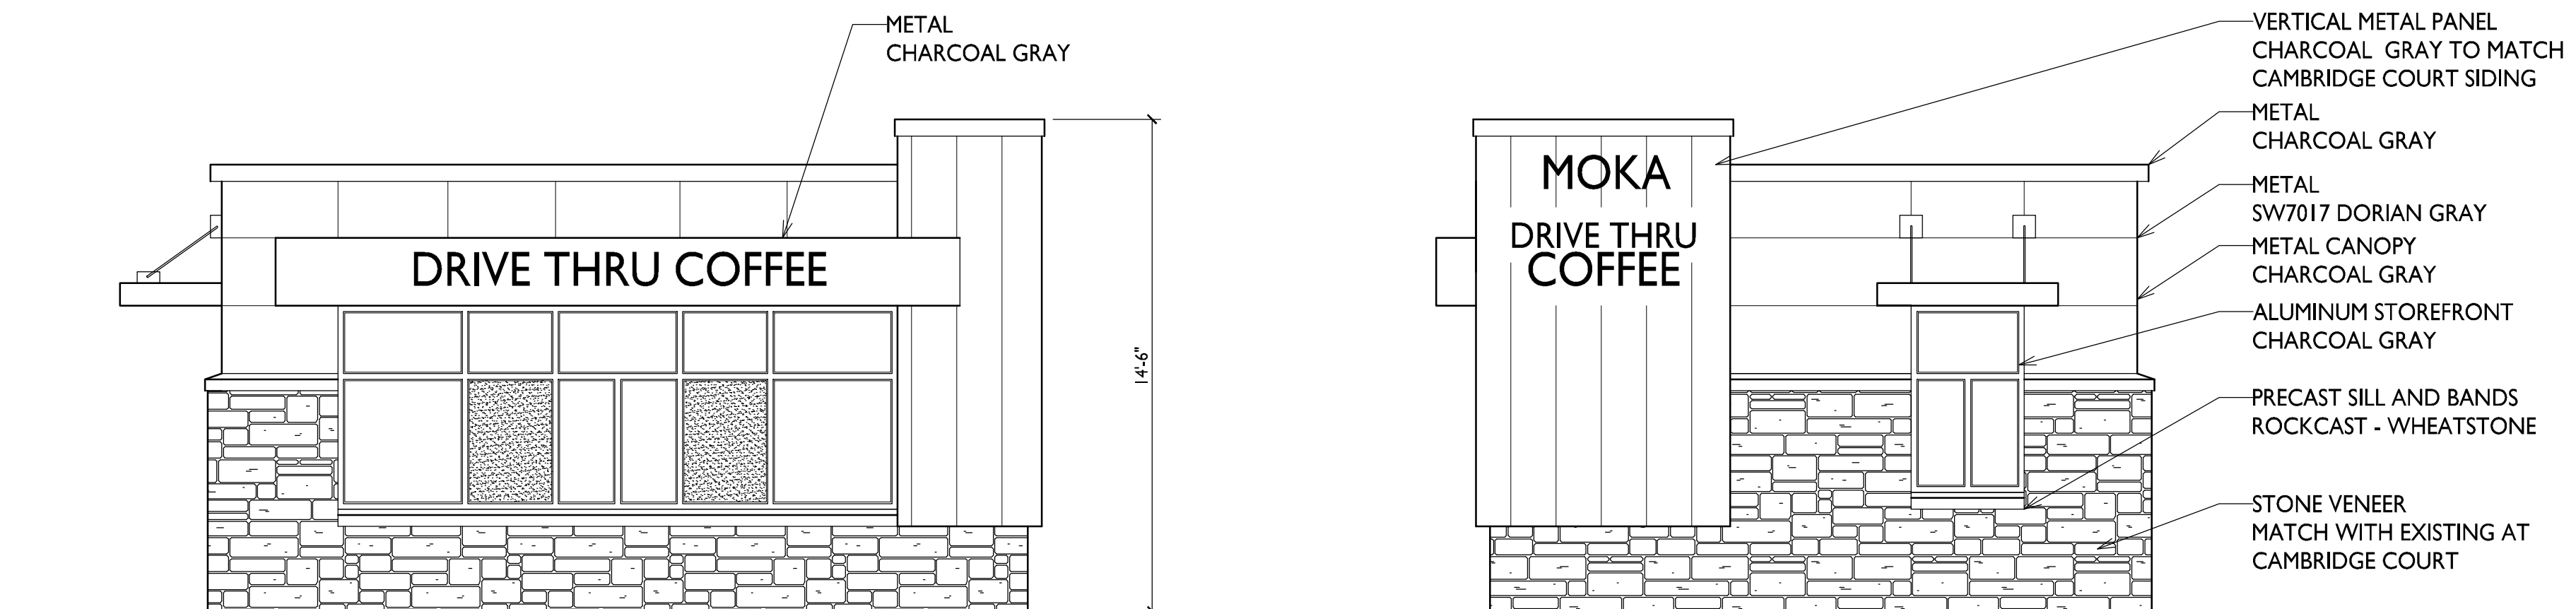 METAL
CHARCOAL GRAY
DRIVE THRU COFFEE
14'-6"
MOKA
DRIVE THRU
COFFEE
VERTICAL METAL PANEL
CHARCOAL GRAY TO MATCH
CAMBRIDGE COURT SIDING
METAL
CHARCOAL GRAY
METAL
SW7017 DORIAN GRAY
METAL CANOPY
CHARCOAL GRAY
ALUMINUM STOREFRONT
CHARCOAL GRAY
PRECAST SILL AND BANDS
ROCKCAST - WHEATSTONE
STONE VENEER
MATCH WITH EXISTING AT
CAMBRIDGE COURT